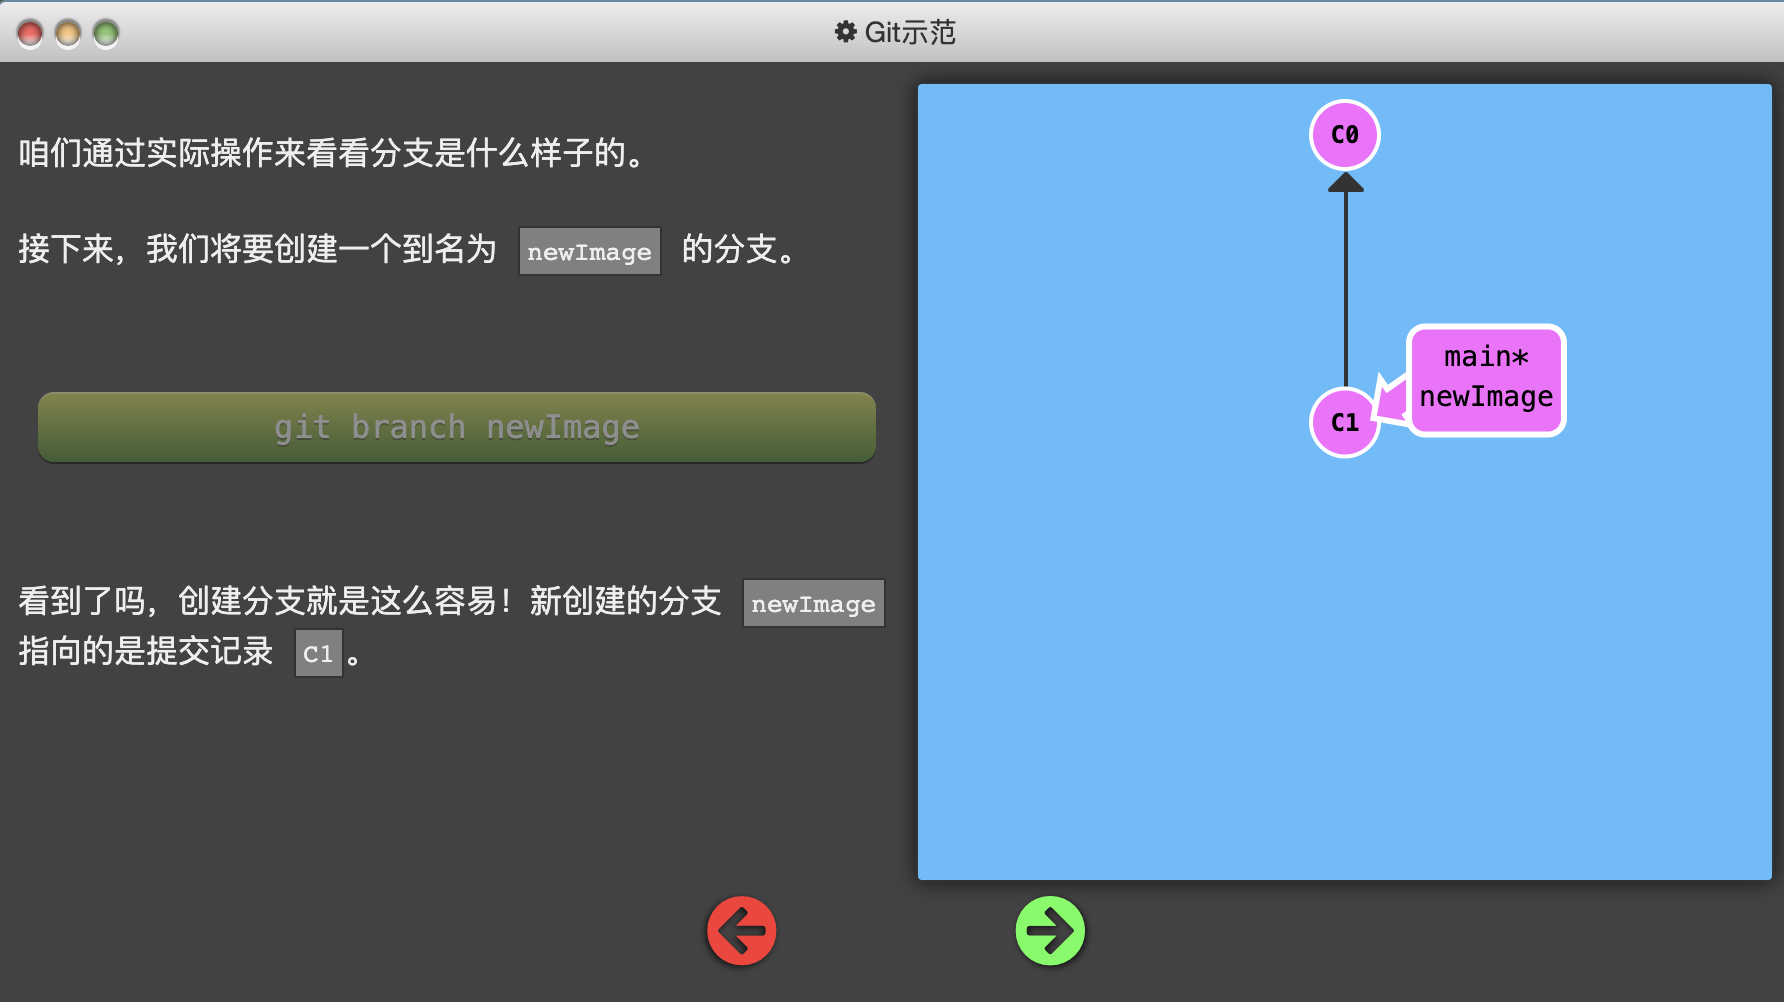 Git示范
咱们通过实际操作来看看分支是什么样子的。
接下来，我们将要创建一个到名为 newImage 的分支。
git branch newImage
看到了吗，创建分支就是这么容易！新创建的分支 newImage
指向的是提交记录 C1。
C0
main*
newImage
C1